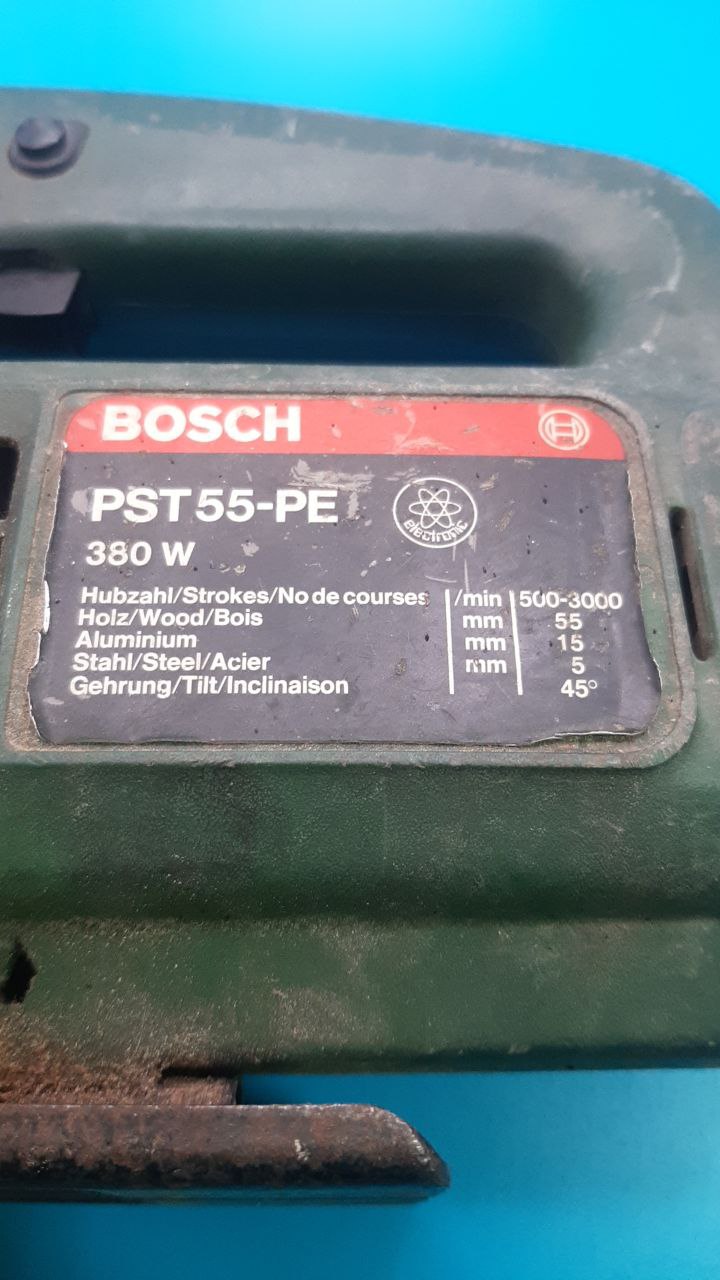 BOSCH
PST 55-PE
electronic
380 W
Hubzahl/Strokes/No de courses /min 500-3000
Holz/Wood/Bois mm 55
Aluminium mm 15
Stahl/Steel/Acier mm 5
Gehrung/Tilt/Inclinaison 45°